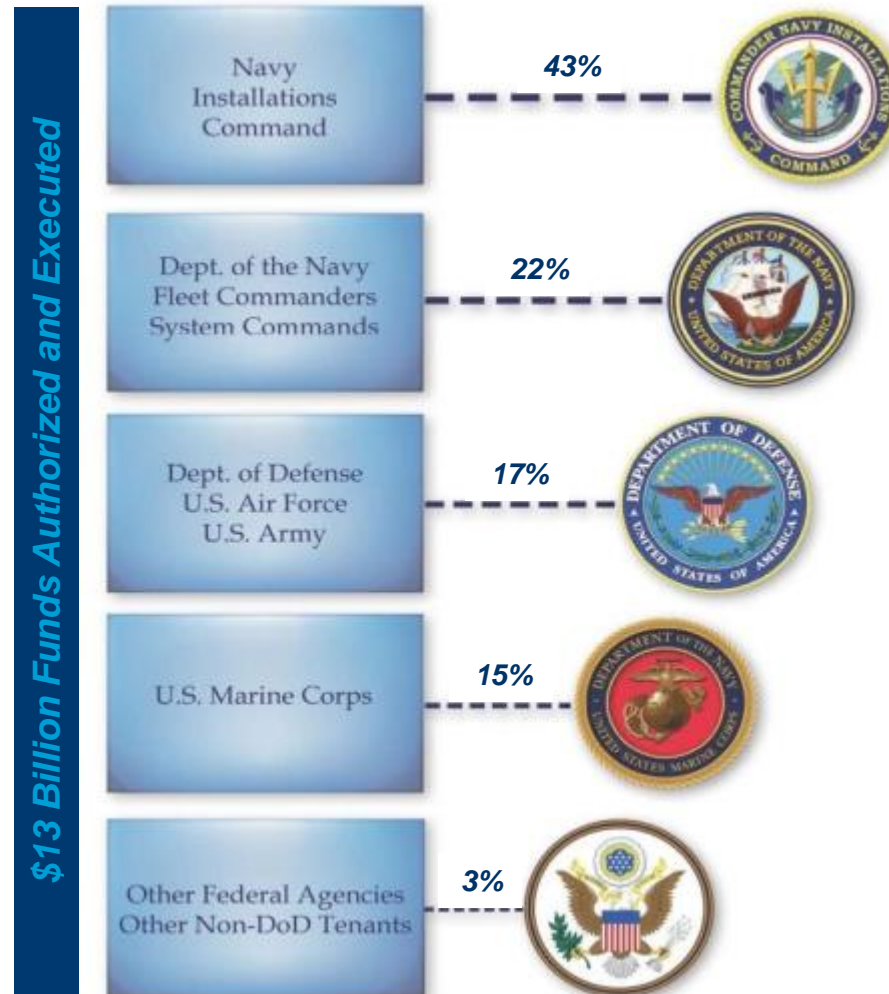 $13 Billion Funds Authorized and Executed
Navy
Installations
Command
43%
COMMANDER NAVY INSTALLATIONS
COMMAND
Dept. of the Navy
Fleet Commanders
System Commands
22%
DEPARTMENT OF THE NAVY
UNITED STATES OF AMERICA
Dept. of Defense
U.S. Air Force
U.S. Army
17%
DEPARTMENT OF DEFENSE
UNITED STATES OF AMERICA
U.S. Marine Corps
15%
DEPARTMENT OF THE NAVY
UNITED STATES MARINE CORPS
Other Federal Agencies
Other Non-DoD Tenants
3%